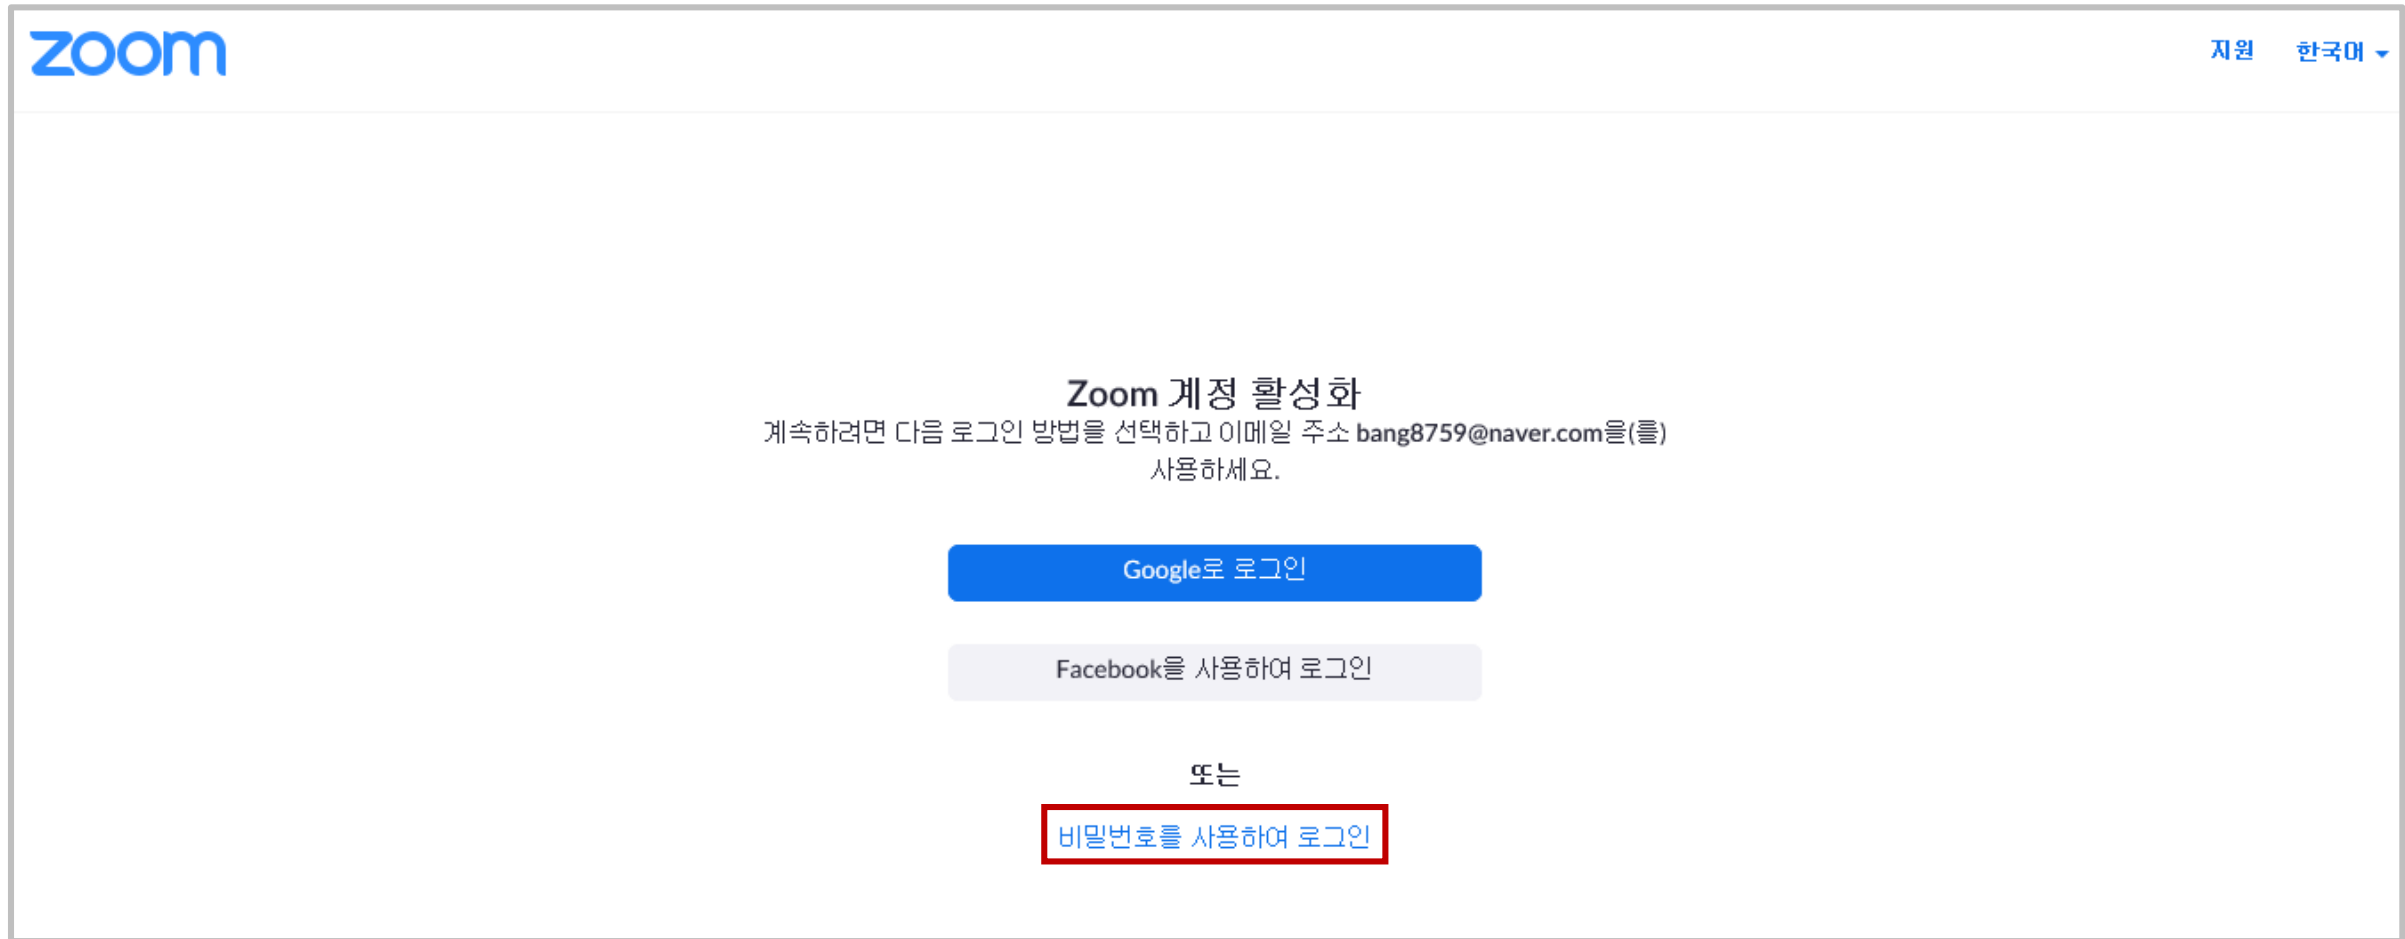 zoom
지원 한국어
Zoom 계정 활성화
계속하려면 다음 로그인 방법을 선택하고 이메일 주소 bang8759@naver.com을(를)
사용하세요.
Google로 로그인
Facebook을 사용하여 로그인
또는
비밀번호를 사용하여 로그인